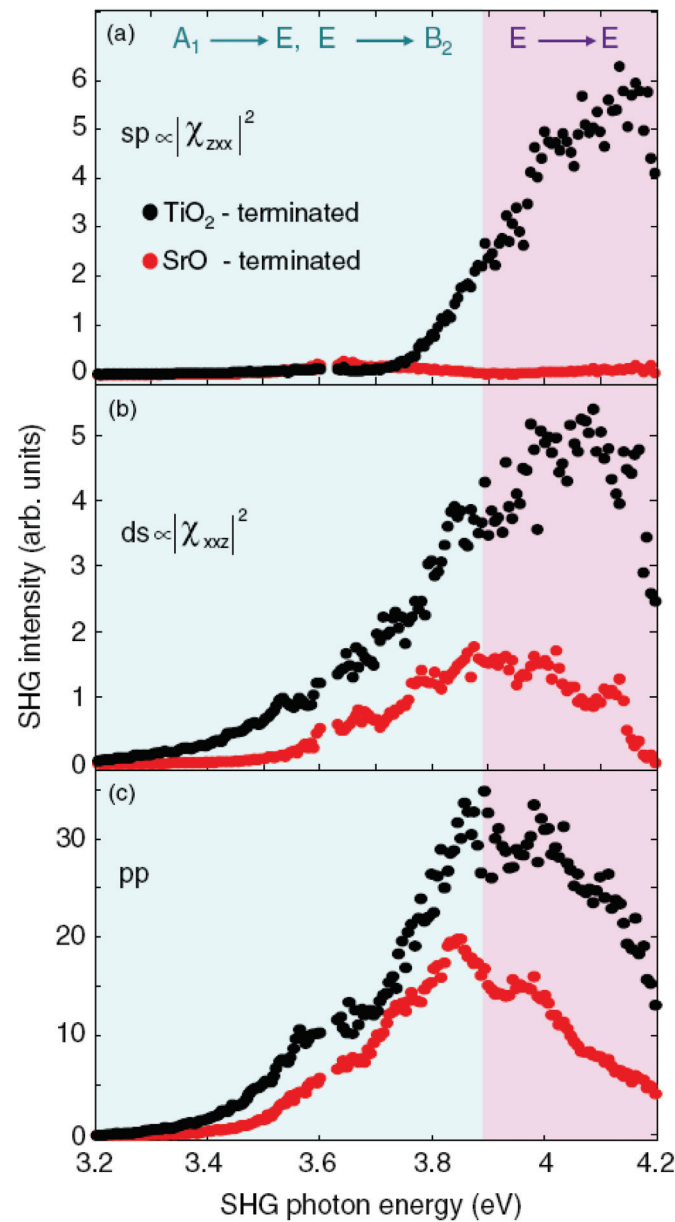 (a) A₁ → E, E → B₂ E → E
6
sp ∝ |χzxx|²
5
4
TiO₂ - terminated
3
SrO - terminated
2
1
0
(b)
5
ds ∝ |χxxz|²
4
3
2
1
0
(c)
30
pp
20
10
0
3.2 3.4 3.6 3.8 4 4.2
SHG photon energy (eV)
SHG intensity (arb. units)